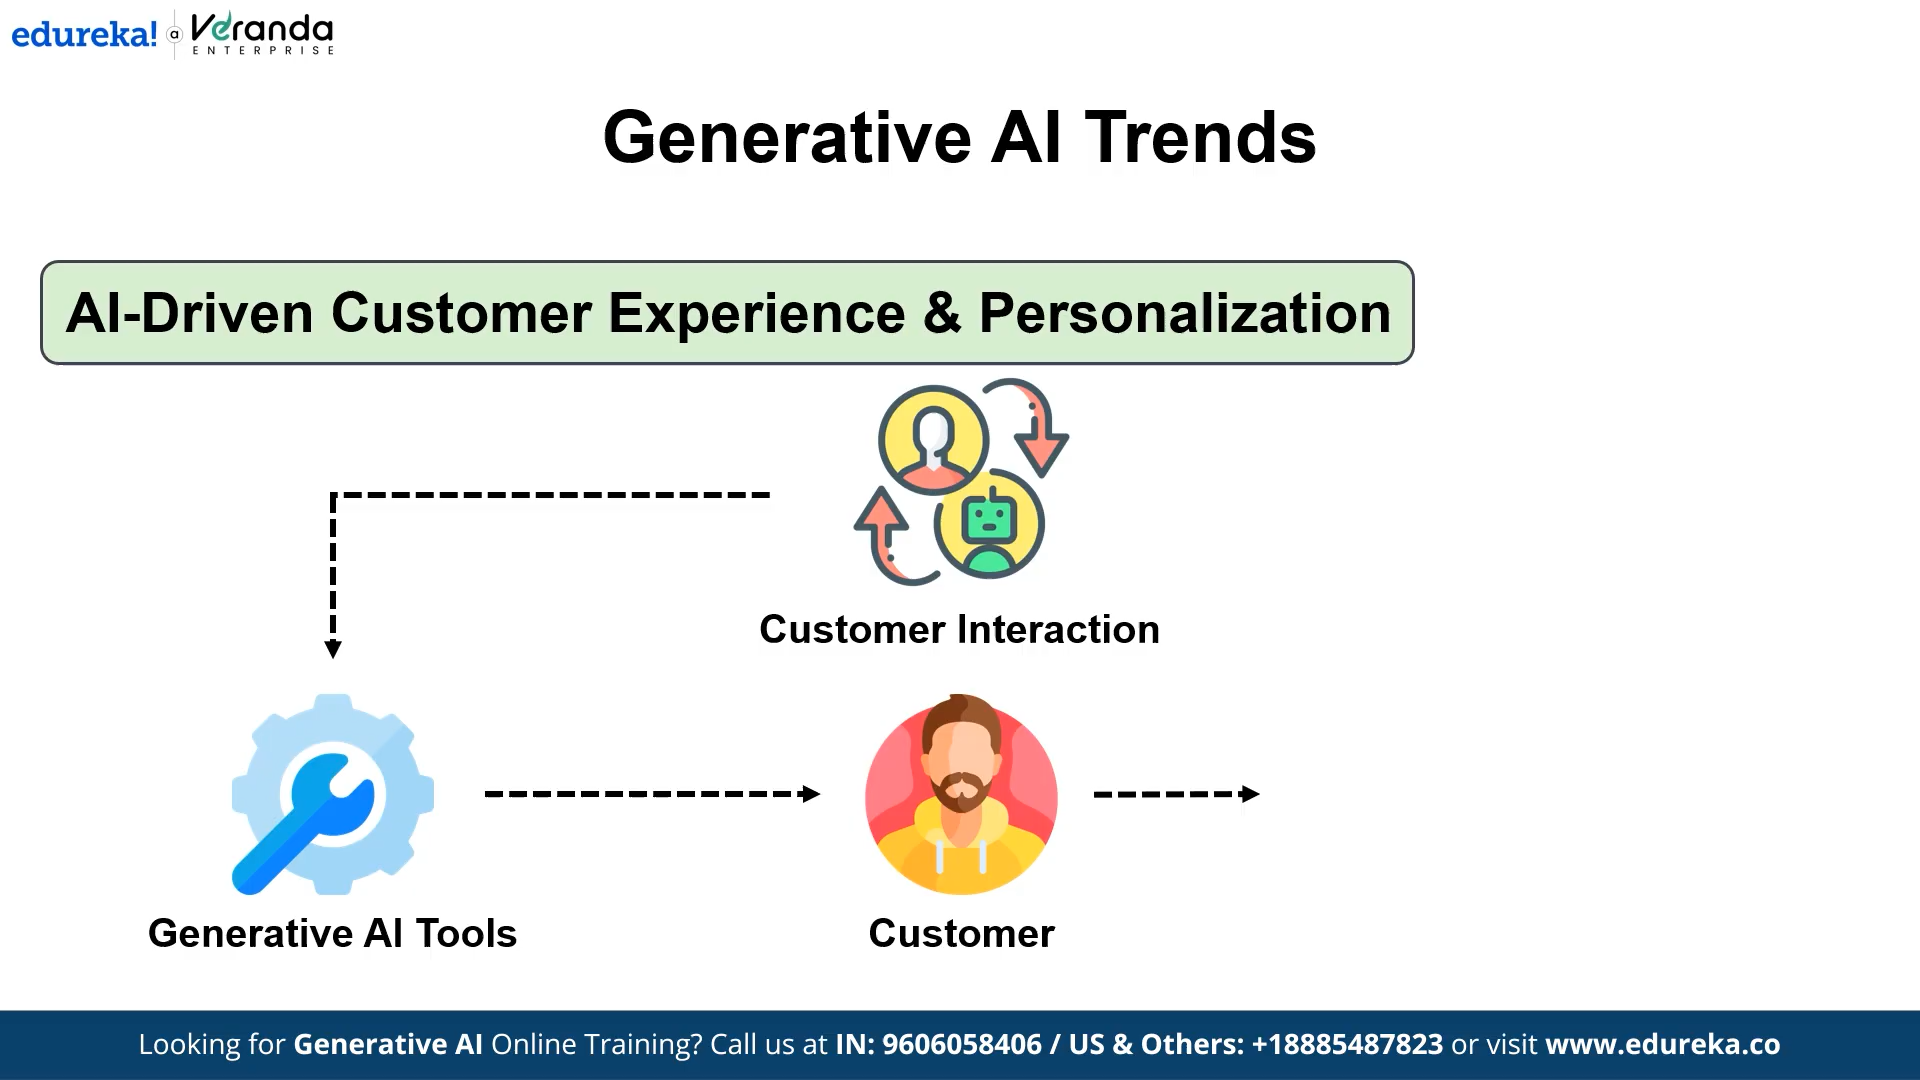 edureka! a Veranda
ENTERPRISE
Generative AI Trends
AI-Driven Customer Experience & Personalization
Customer Interaction
Generative AI Tools
Customer
Looking for Generative AI Online Training? Call us at IN: 9606058406 / US & Others: +18885487823 or visit www.edureka.co